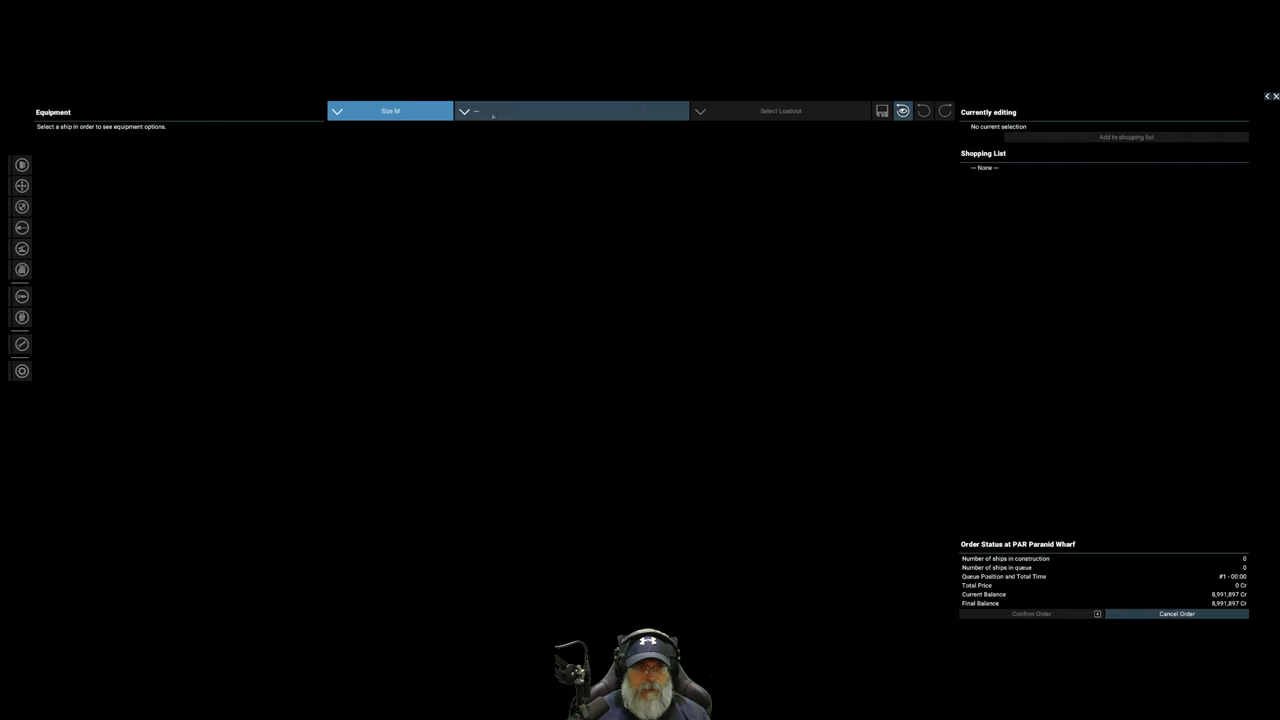 Equipment
Select a ship in order to see equipment options.
Size M
--
Select Loadout
Currently editing
No current selection
Add to shopping list
Shopping List
— None —
Order Status at PAR Paranid Wharf
Number of ships in construction 0
Number of ships in queue 0
Queue Position and Total Time #1 - 00:00
Total Price 0 Cr
Current Balance 8,991,897 Cr
Final Balance 8,991,897 Cr
Confirm Order
Cancel Order